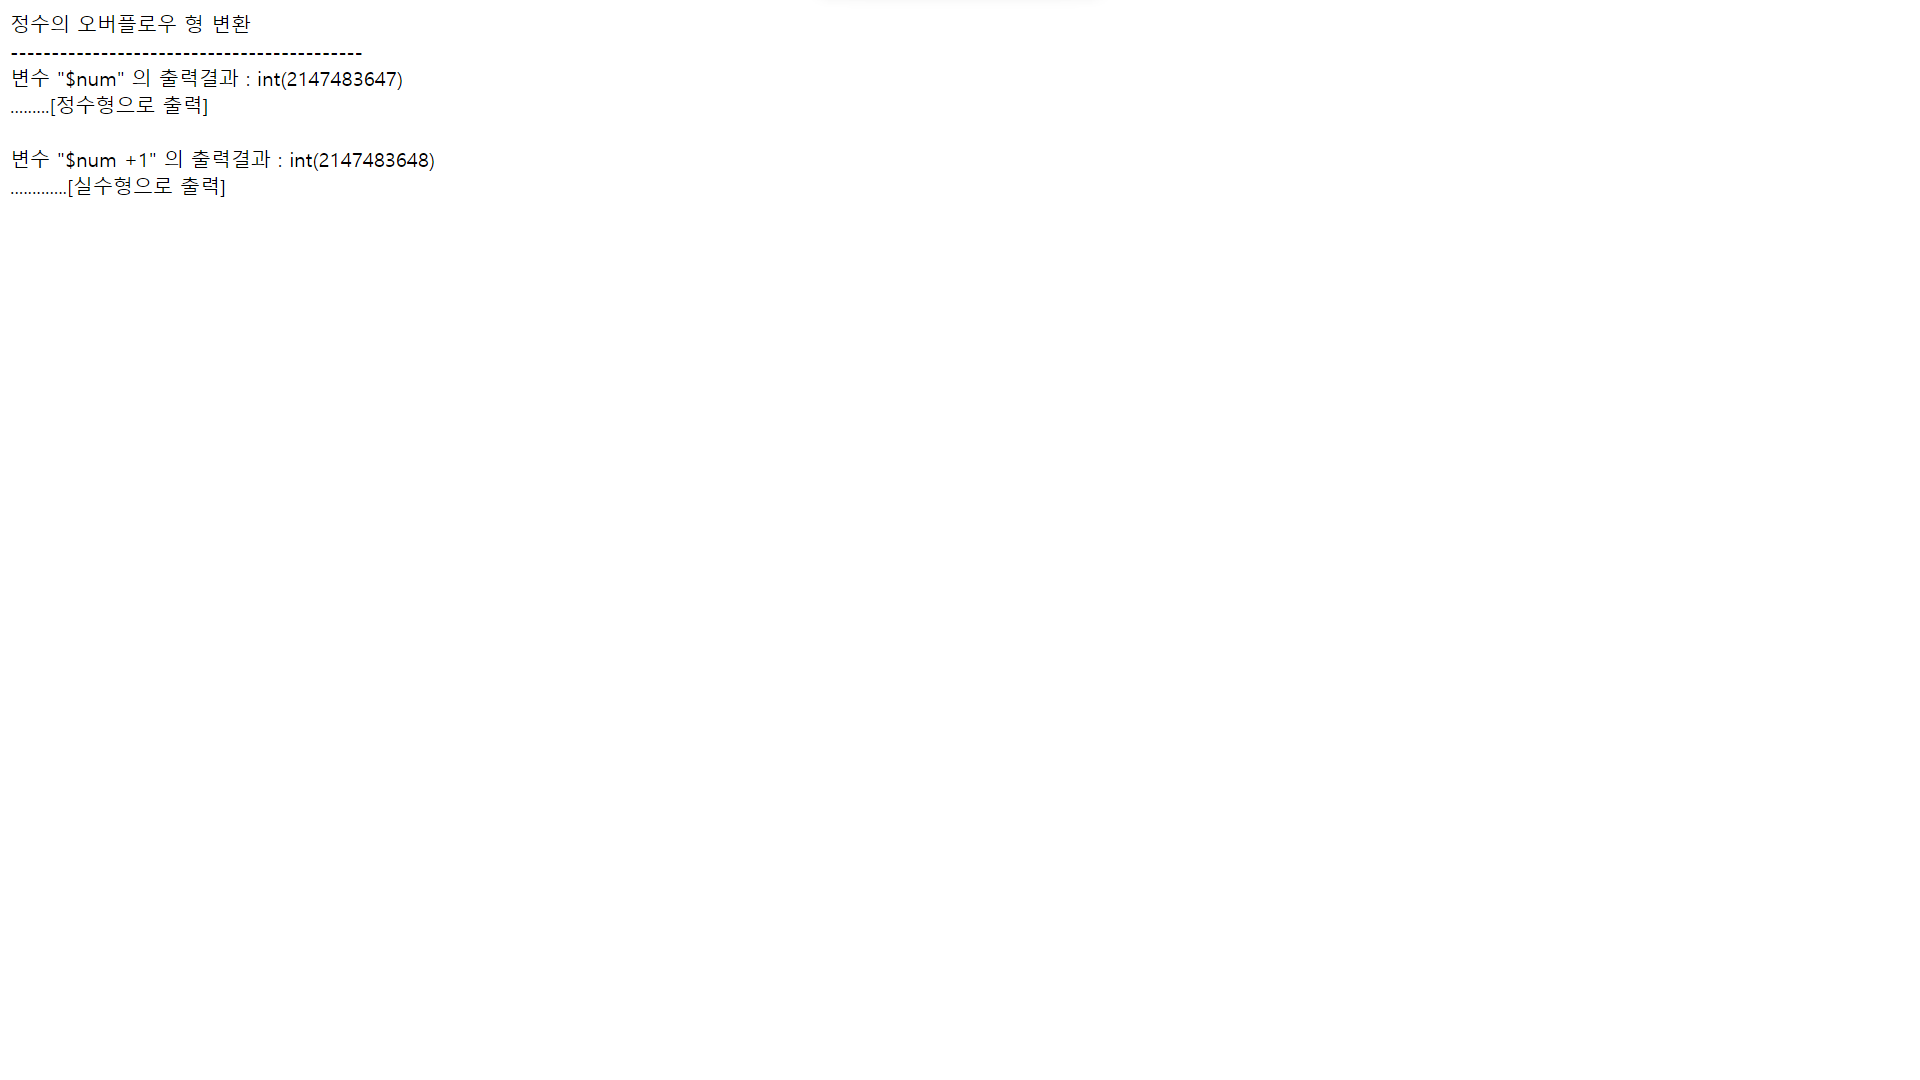 정수의 오버플로우 형 변환
-------------------------------------------
변수 "$num" 의 출력결과 : int(2147483647)
.........[정수형으로 출력]
변수 "$num +1" 의 출력결과 : int(2147483648)
.............[실수형으로 출력]